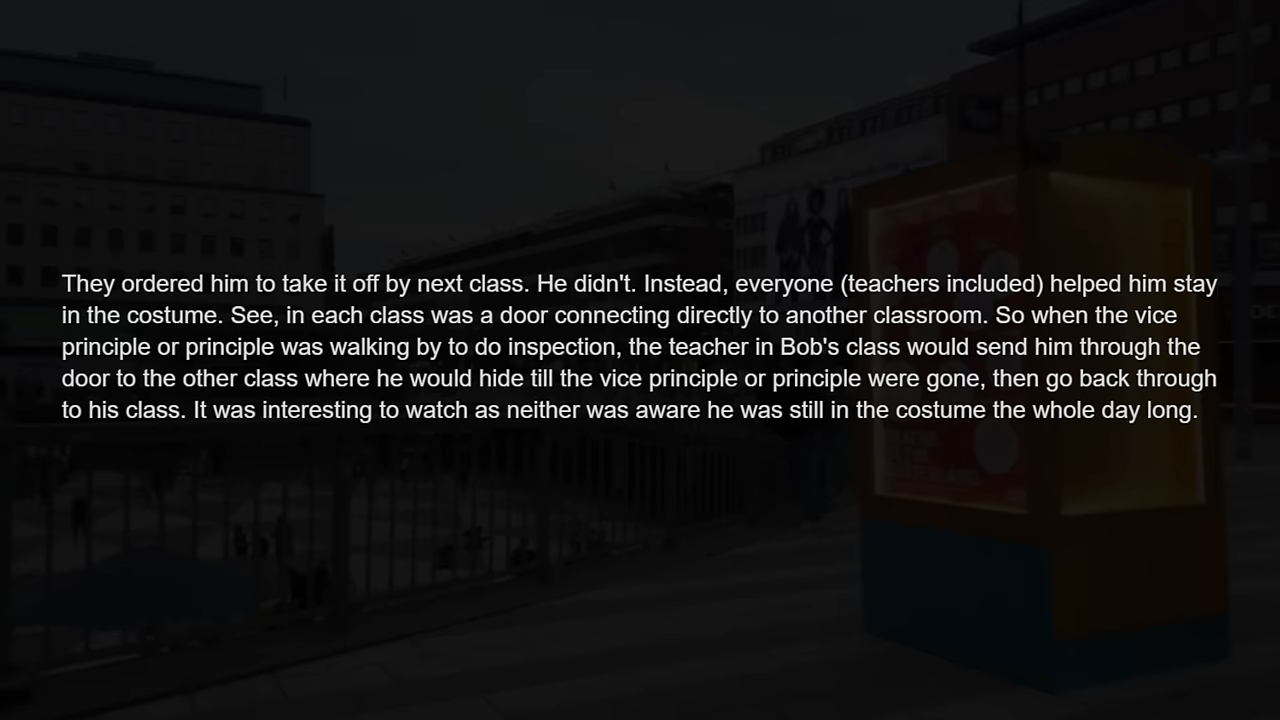 They ordered him to take it off by next class. He didn't. Instead, everyone (teachers included) helped him stay
in the costume. See, in each class was a door connecting directly to another classroom. So when the vice
principle or principle was walking by to do inspection, the teacher in Bob's class would send him through the
door to the other class where he would hide till the vice principle or principle were gone, then go back through
to his class. It was interesting to watch as neither was aware he was still in the costume the whole day long.